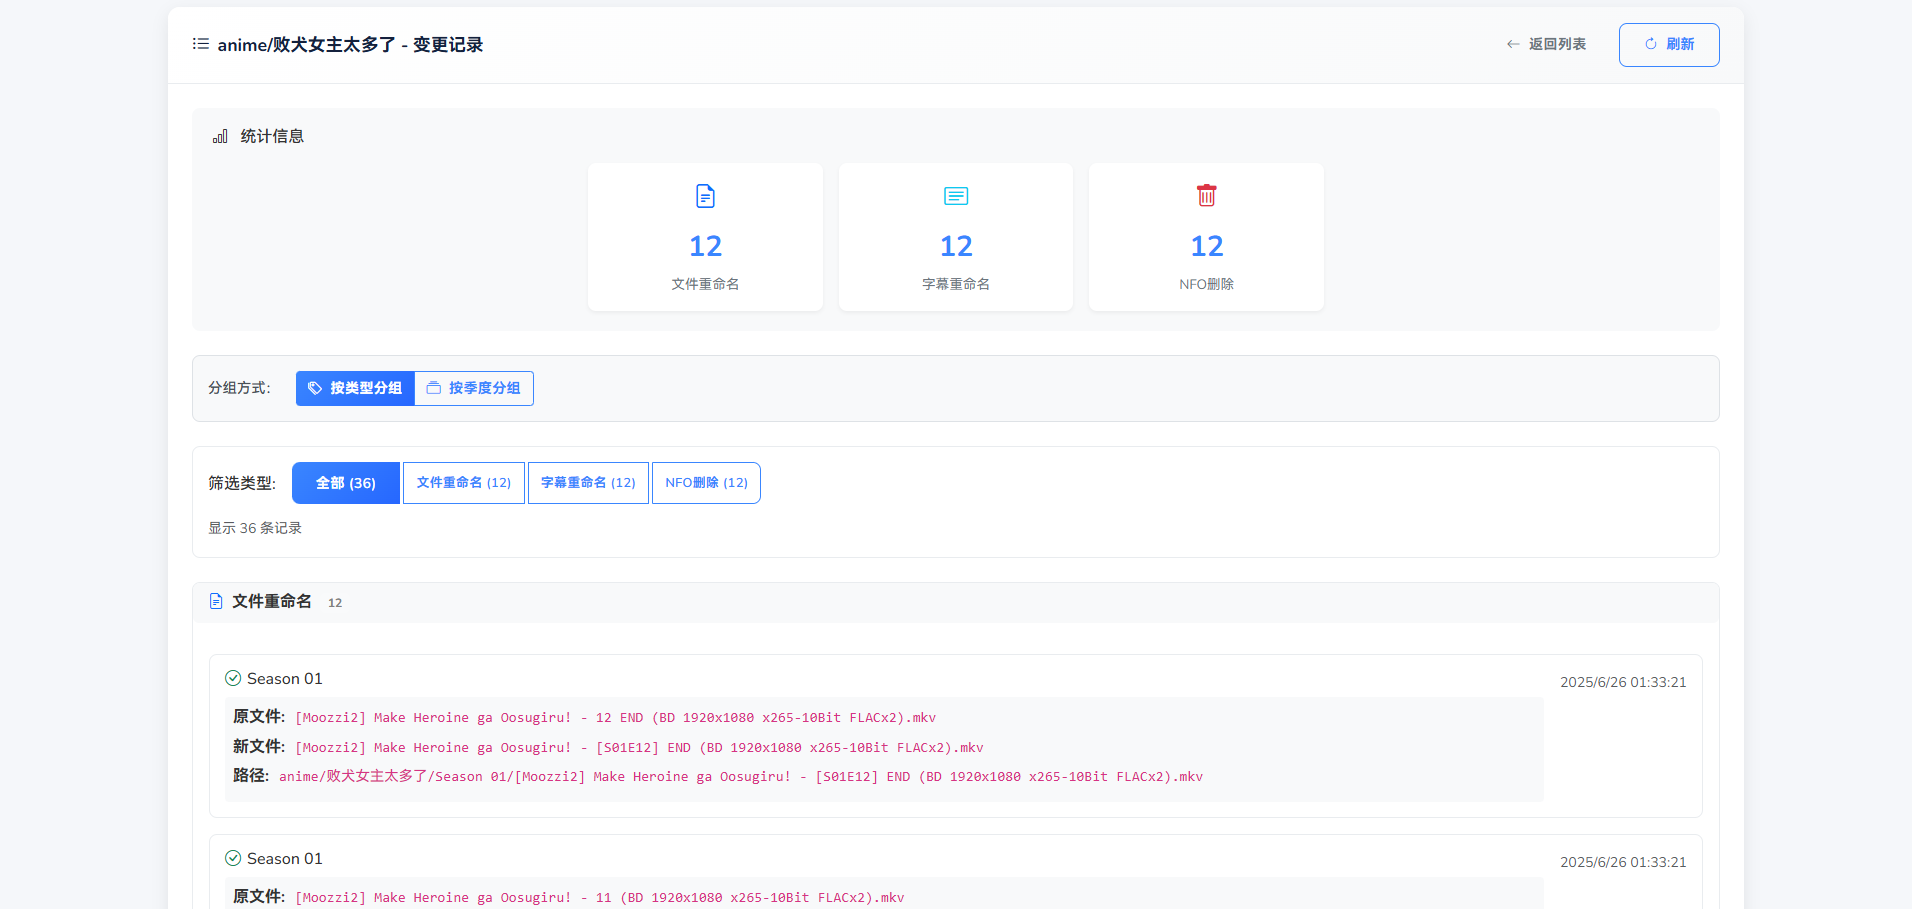 anime/败犬女主太多了 - 变更记录
返回列表
刷新
统计信息
12
文件重命名
12
字幕重命名
12
NFO删除
分组方式:
按类型分组
按季度分组
筛选类型:
全部 (36)
文件重命名 (12)
字幕重命名 (12)
NFO删除 (12)
显示 36 条记录
文件重命名 12
Season 01
2025/6/26 01:33:21
原文件: [Moozzi2] Make Heroine ga Oosugiru! - 12 END (BD 1920x1080 x265-10Bit FLACx2).mkv
新文件: [Moozzi2] Make Heroine ga Oosugiru! - [S01E12] END (BD 1920x1080 x265-10Bit FLACx2).mkv
路径: anime/败犬女主太多了/Season 01/[Moozzi2] Make Heroine ga Oosugiru! - [S01E12] END (BD 1920x1080 x265-10Bit FLACx2).mkv
Season 01
2025/6/26 01:33:21
原文件: [Moozzi2] Make Heroine ga Oosugiru! - 11 (BD 1920x1080 x265-10Bit FLACx2).mkv